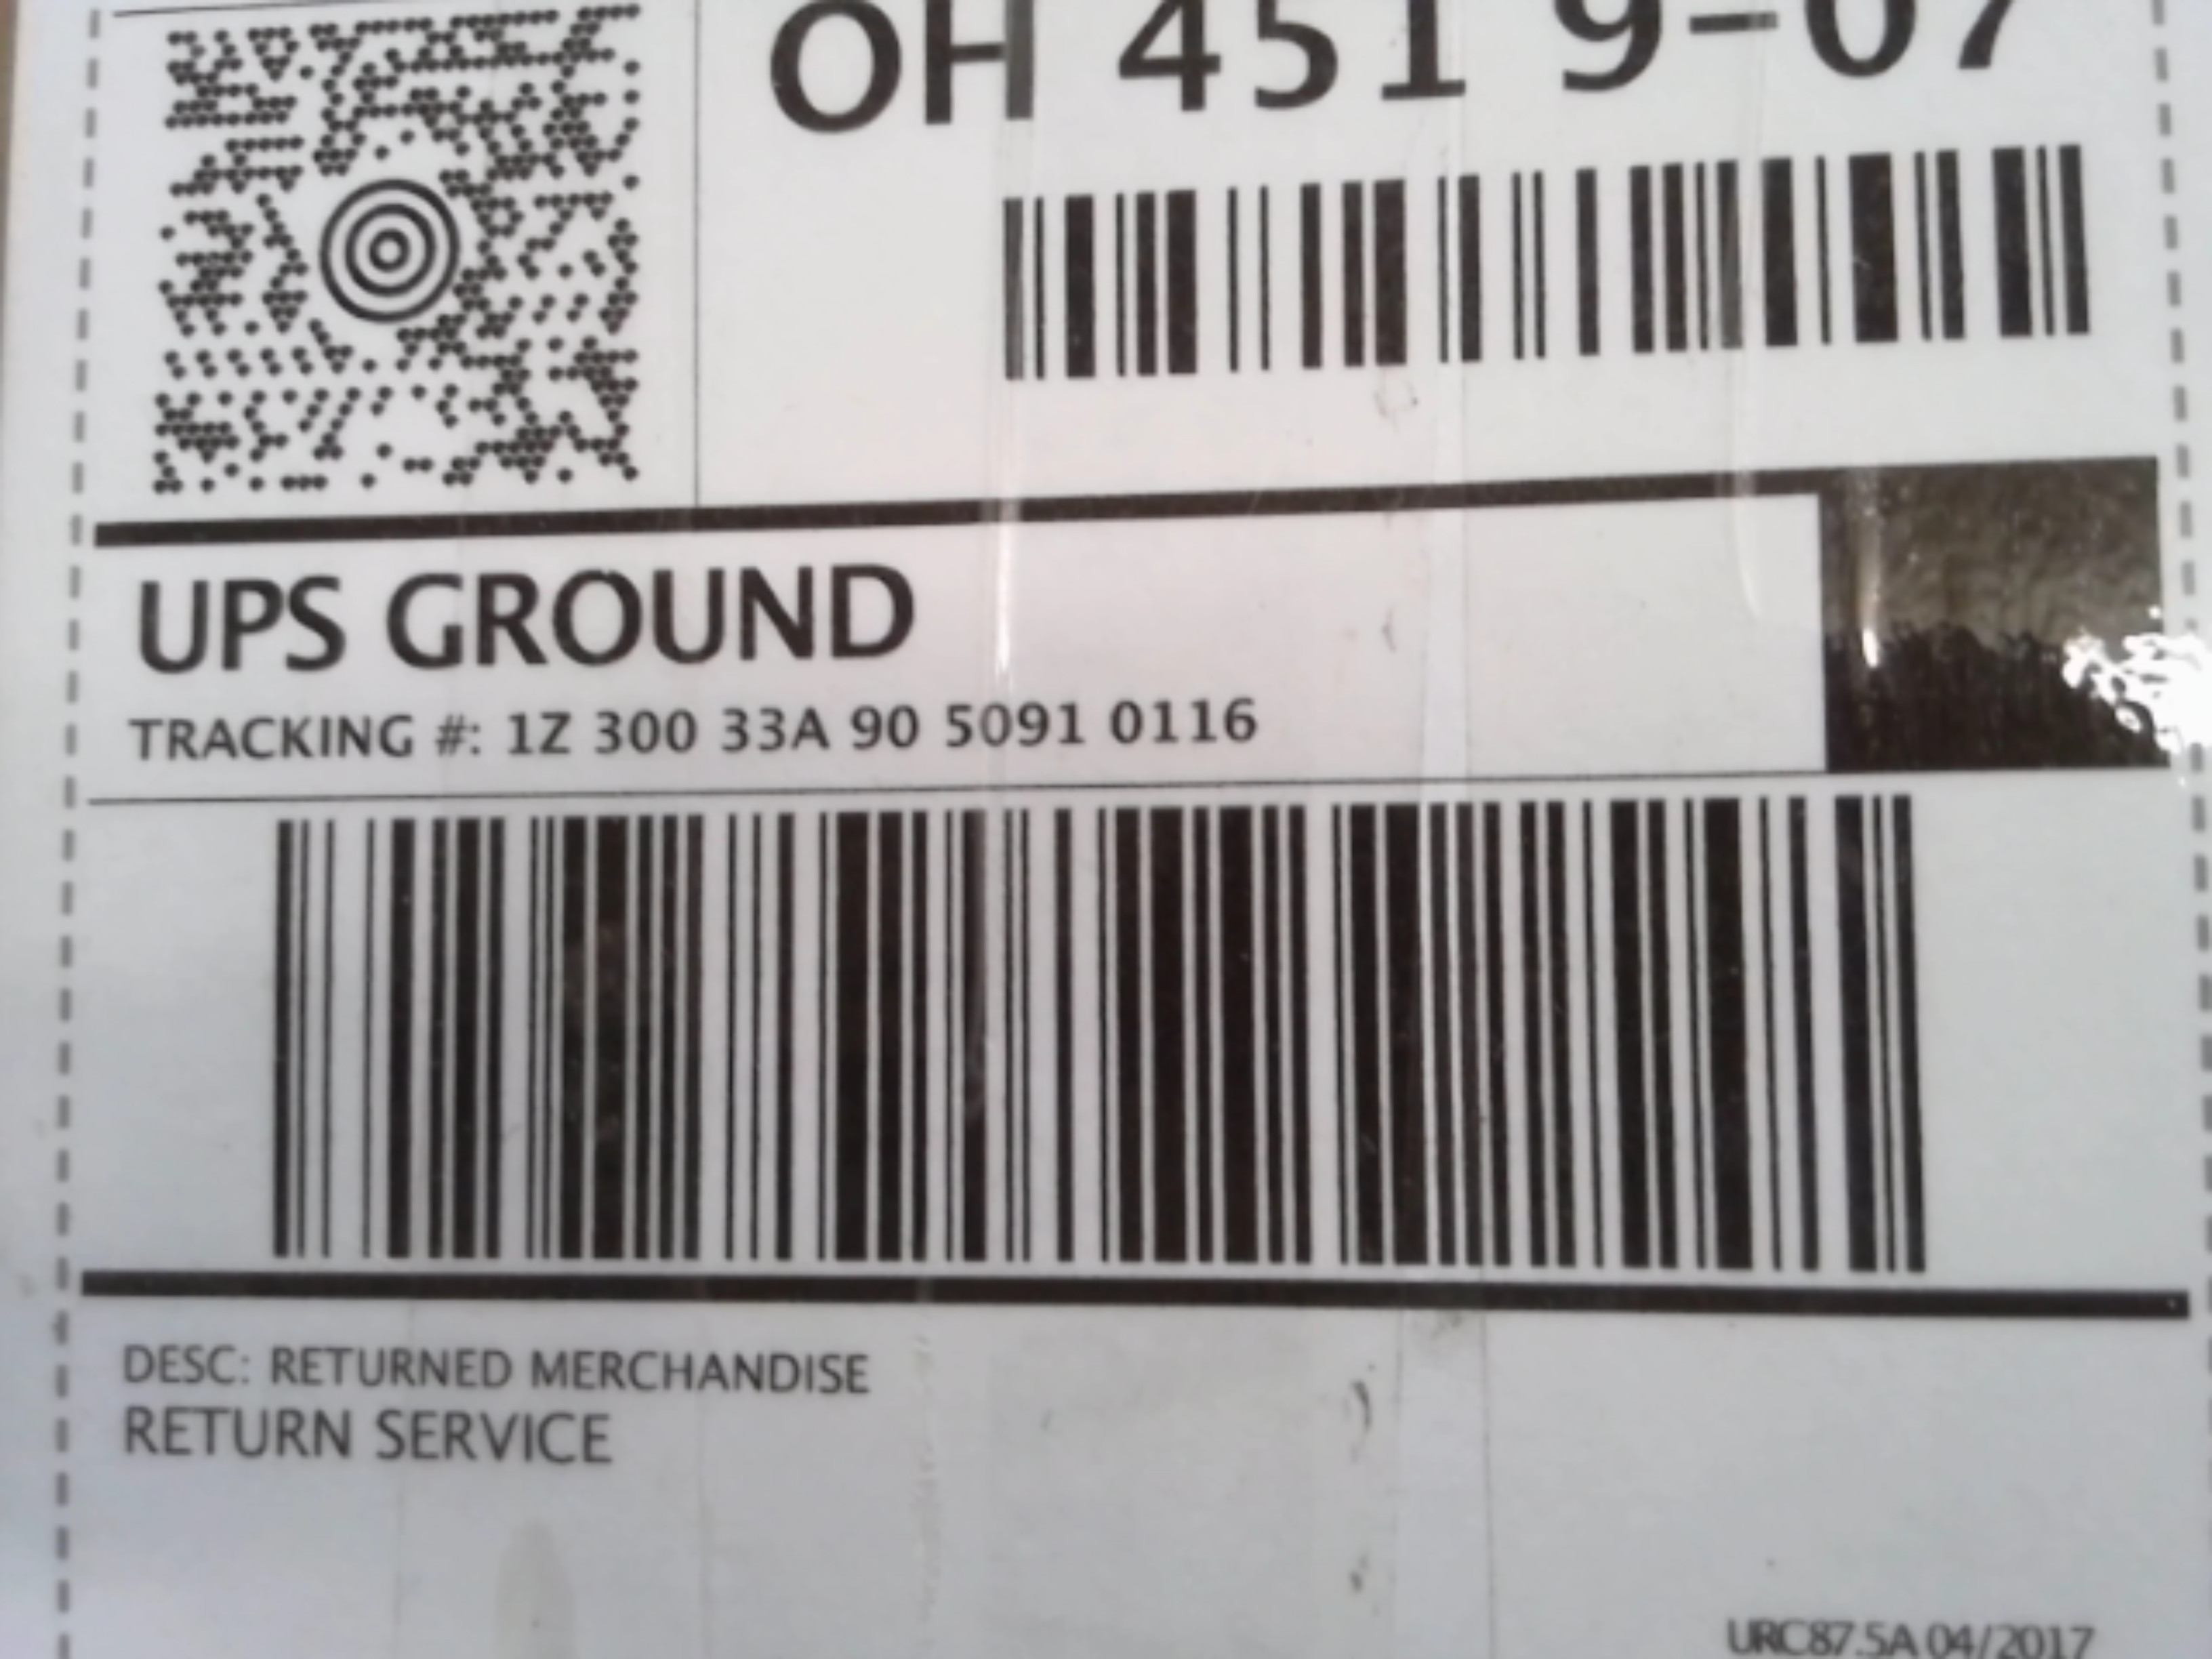 OH 451 9-07
UPS GROUND
TRACKING #: 1Z 300 33A 90 5091 0116
DESC: RETURNED MERCHANDISE
RETURN SERVICE
URC87.5A 04/2017